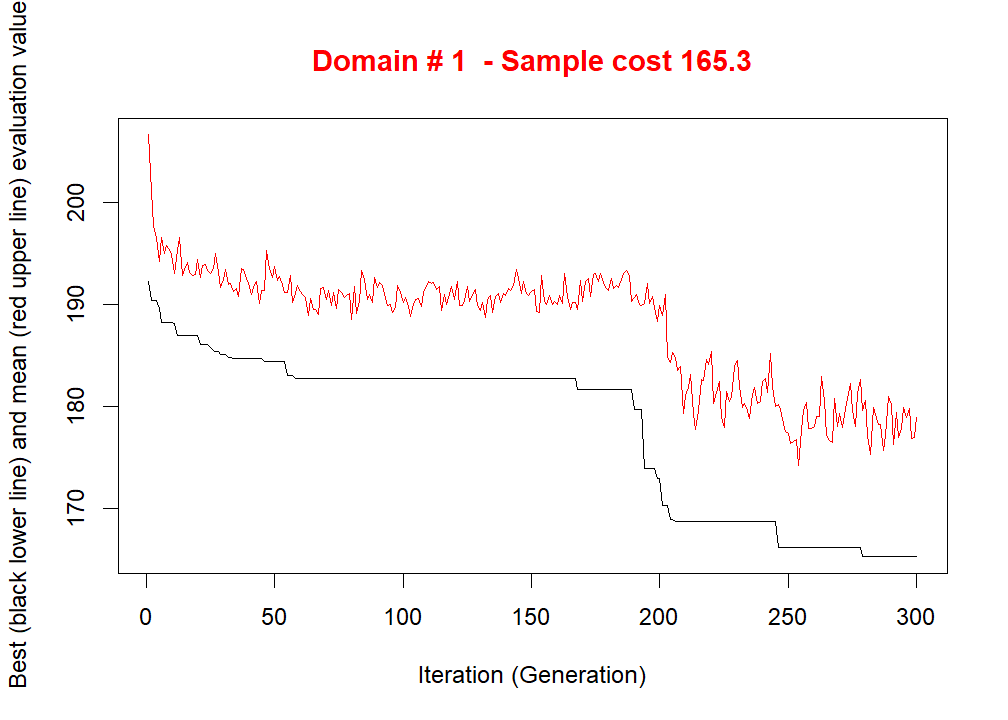 Domain # 1  - Sample cost 165.3
Best (black lower line) and mean (red upper line) evaluation value
200
190
180
170
0 50 100 150 200 250 300
Iteration (Generation)